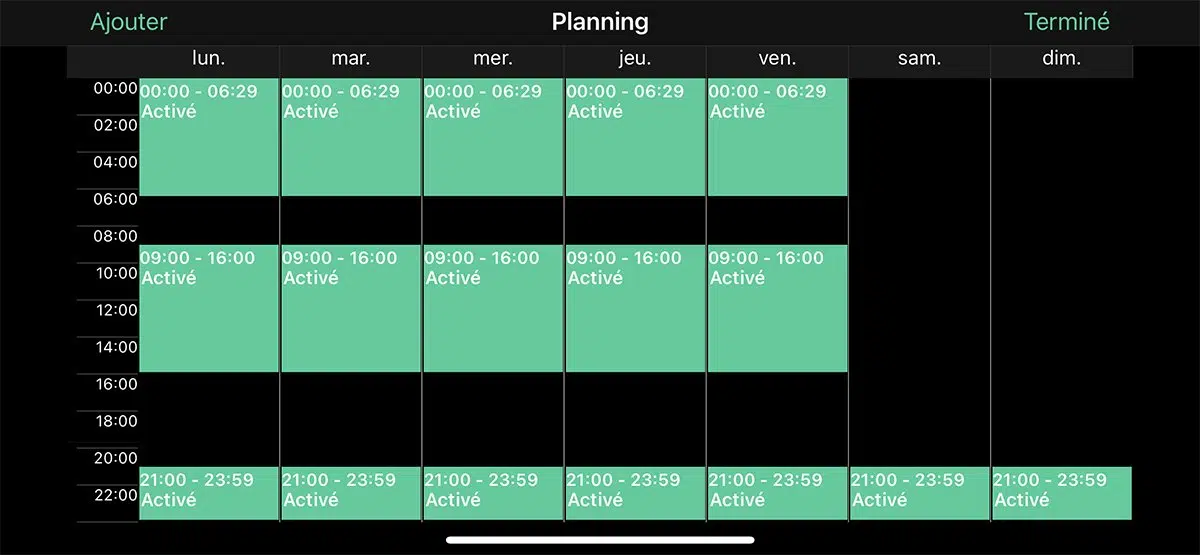 Ajouter Planning Terminé
lun. mar. mer. jeu. ven. sam. dim.
00:00 00:00 - 06:29 00:00 - 06:29 00:00 - 06:29 00:00 - 06:29 00:00 - 06:29
Activé Activé Activé Activé Activé
02:00
04:00
06:00
08:00
09:00 - 16:00 09:00 - 16:00 09:00 - 16:00 09:00 - 16:00 09:00 - 16:00
10:00 Activé Activé Activé Activé Activé
12:00
14:00
16:00
18:00
20:00
21:00 - 23:59 21:00 - 23:59 21:00 - 23:59 21:00 - 23:59 21:00 - 23:59 21:00 - 23:59 21:00 - 23:59
22:00 Activé Activé Activé Activé Activé Activé Activé